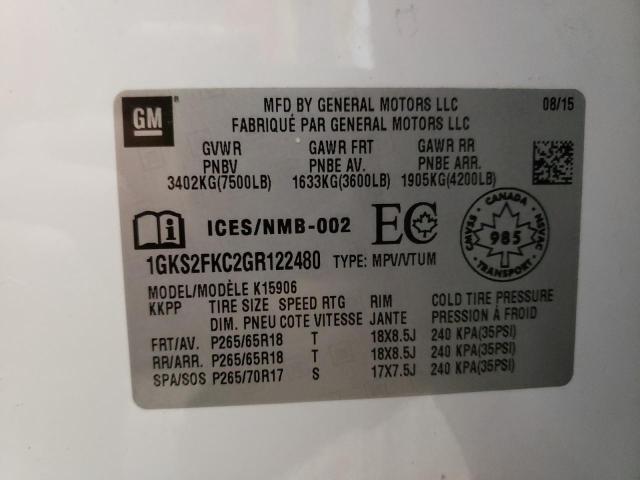 GM
MFD BY GENERAL MOTORS LLC 08/15
FABRIQUÉ PAR GENERAL MOTORS LLC
GVWR GAWR FRT GAWR RR
PNBV PNBE AV. PNBE ARR.
3402KG(7500LB) 1633KG(3600LB) 1905KG(4200LB)
ICES/NMB-002 EC
CANADA
CMVSS NSVAC
985
TRANSPORT
1GKS2FKC2GR122480 TYPE: MPV/VTUM
MODEL/MODÈLE K15906
KKPP TIRE SIZE SPEED RTG RIM COLD TIRE PRESSURE
DIM. PNEU COTE VITESSE JANTE PRESSION À FROID
FRT/AV. P265/65R18 T 18X8.5J 240 KPA(35PSI)
RR/ARR. P265/65R18 T 18X8.5J 240 KPA(35PSI)
SPA/SOS P265/70R17 S 17X7.5J 240 KPA(35PSI)